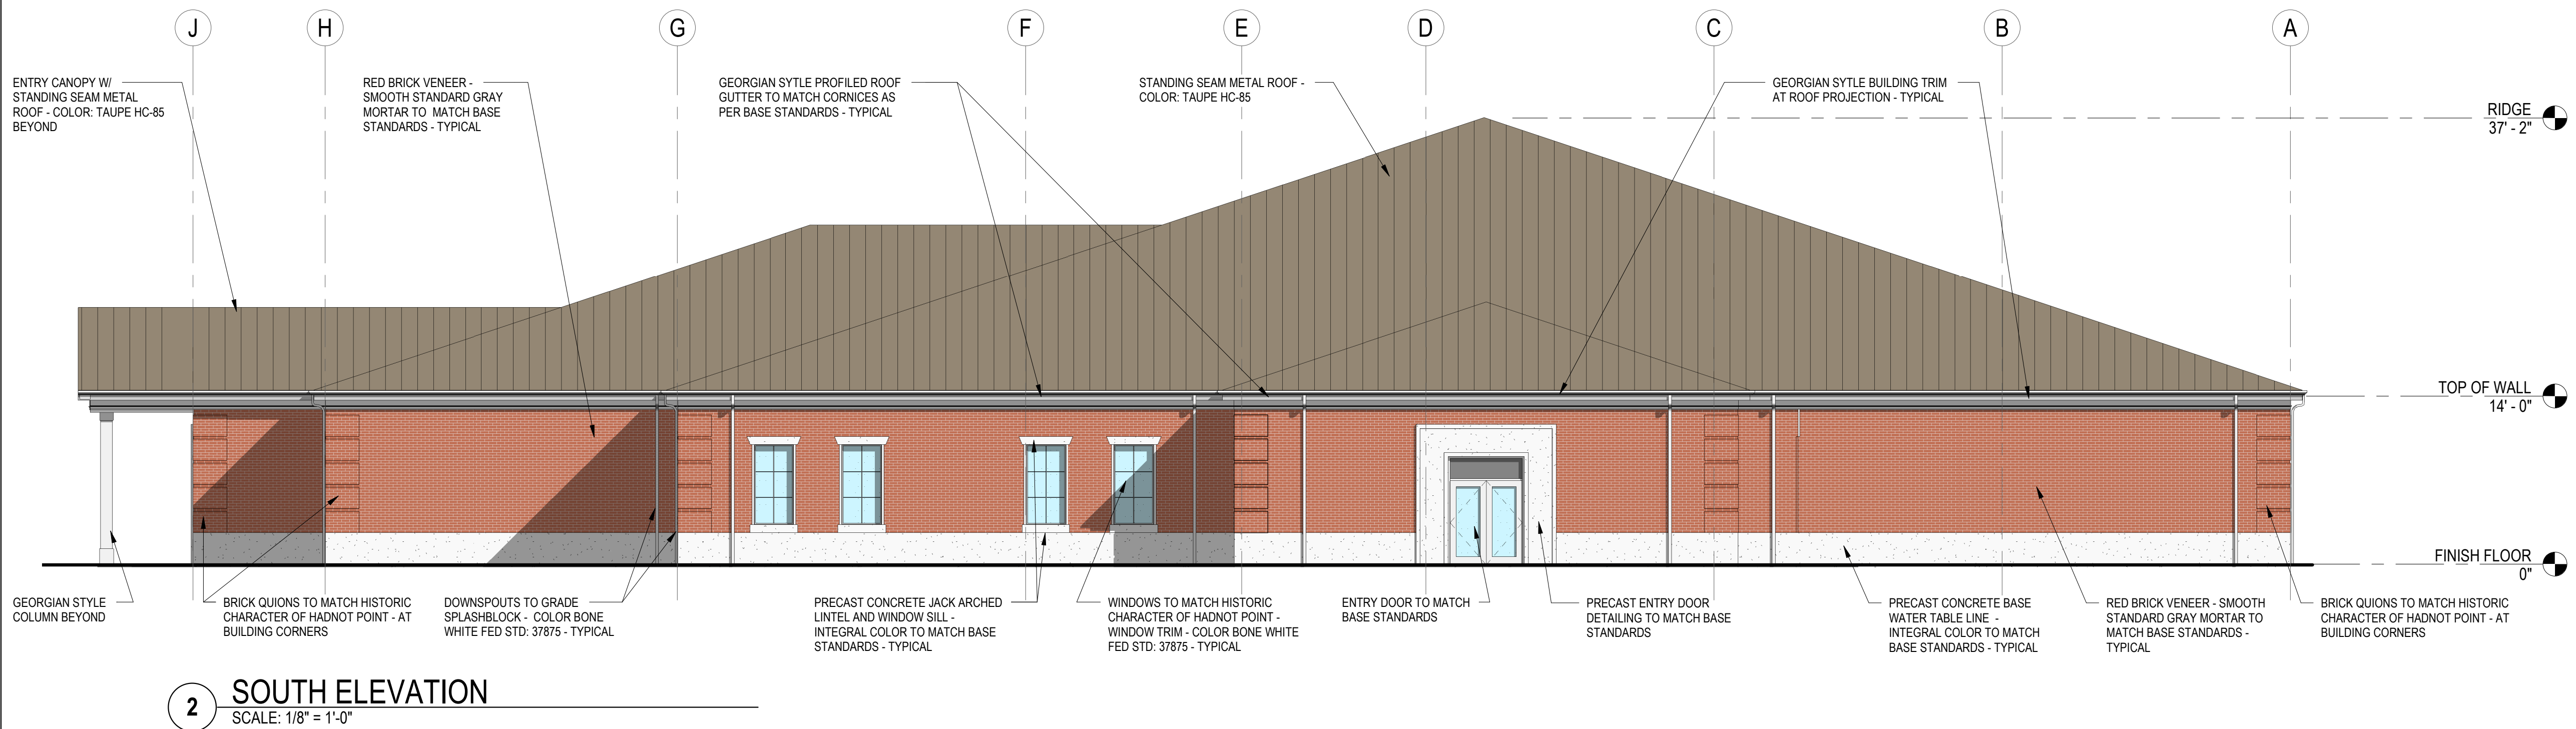 J
H
G
F
E
D
C
B
A
ENTRY CANOPY W/
STANDING SEAM METAL
ROOF - COLOR: TAUPE HC-85
BEYOND
RED BRICK VENEER -
SMOOTH STANDARD GRAY
MORTAR TO MATCH BASE
STANDARDS - TYPICAL
GEORGIAN SYTLE PROFILED ROOF
GUTTER TO MATCH CORNICES AS
PER BASE STANDARDS - TYPICAL
STANDING SEAM METAL ROOF -
COLOR: TAUPE HC-85
GEORGIAN SYTLE BUILDING TRIM
AT ROOF PROJECTION - TYPICAL
RIDGE
37' - 2"
TOP OF WALL
14' - 0"
FINISH FLOOR
0"
GEORGIAN STYLE
COLUMN BEYOND
BRICK QUIONS TO MATCH HISTORIC
CHARACTER OF HADNOT POINT - AT
BUILDING CORNERS
DOWNSPOUTS TO GRADE
SPLASHBLOCK - COLOR BONE
WHITE FED STD: 37875 - TYPICAL
PRECAST CONCRETE JACK ARCHED
LINTEL AND WINDOW SILL -
INTEGRAL COLOR TO MATCH BASE
STANDARDS - TYPICAL
WINDOWS TO MATCH HISTORIC
CHARACTER OF HADNOT POINT -
WINDOW TRIM - COLOR BONE WHITE
FED STD: 37875 - TYPICAL
ENTRY DOOR TO MATCH
BASE STANDARDS
PRECAST ENTRY DOOR
DETAILING TO MATCH BASE
STANDARDS
PRECAST CONCRETE BASE
WATER TABLE LINE -
INTEGRAL COLOR TO MATCH
BASE STANDARDS - TYPICAL
RED BRICK VENEER - SMOOTH
STANDARD GRAY MORTAR TO
MATCH BASE STANDARDS -
TYPICAL
BRICK QUIONS TO MATCH HISTORIC
CHARACTER OF HADNOT POINT - AT
BUILDING CORNERS
2
SOUTH ELEVATION
SCALE: 1/8" = 1'-0"